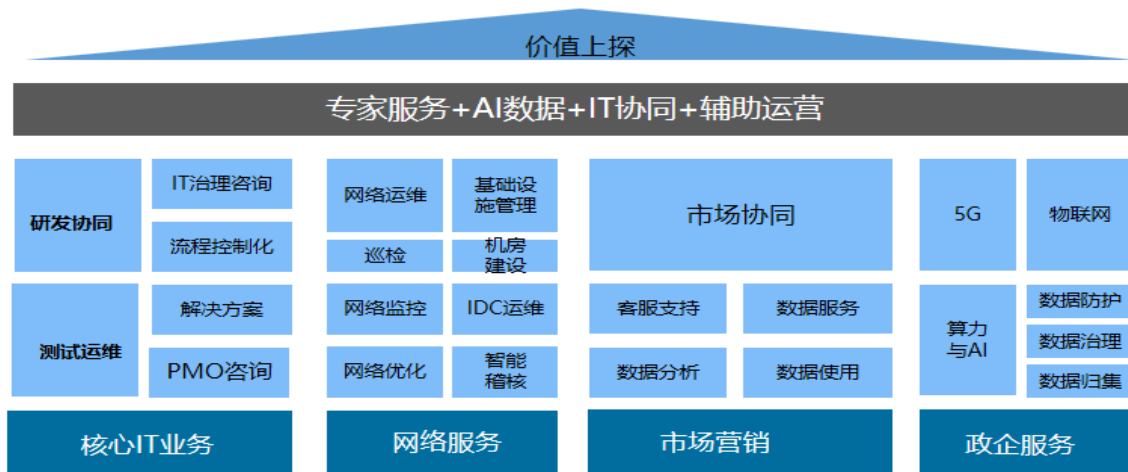 价值上探
专家服务+AI数据+IT协同+辅助运营
研发协同
IT治理咨询
流程控制化
测试运维
解决方案
PMO咨询
核心IT业务
网络运维
基础设
施管理
巡检
机房
建设
网络监控
IDC运维
网络优化
智能
稽核
网络服务
市场协同
客服支持
数据服务
数据分析
数据使用
市场营销
5G
物联网
算力
与AI
数据防护
数据治理
数据归集
政企服务